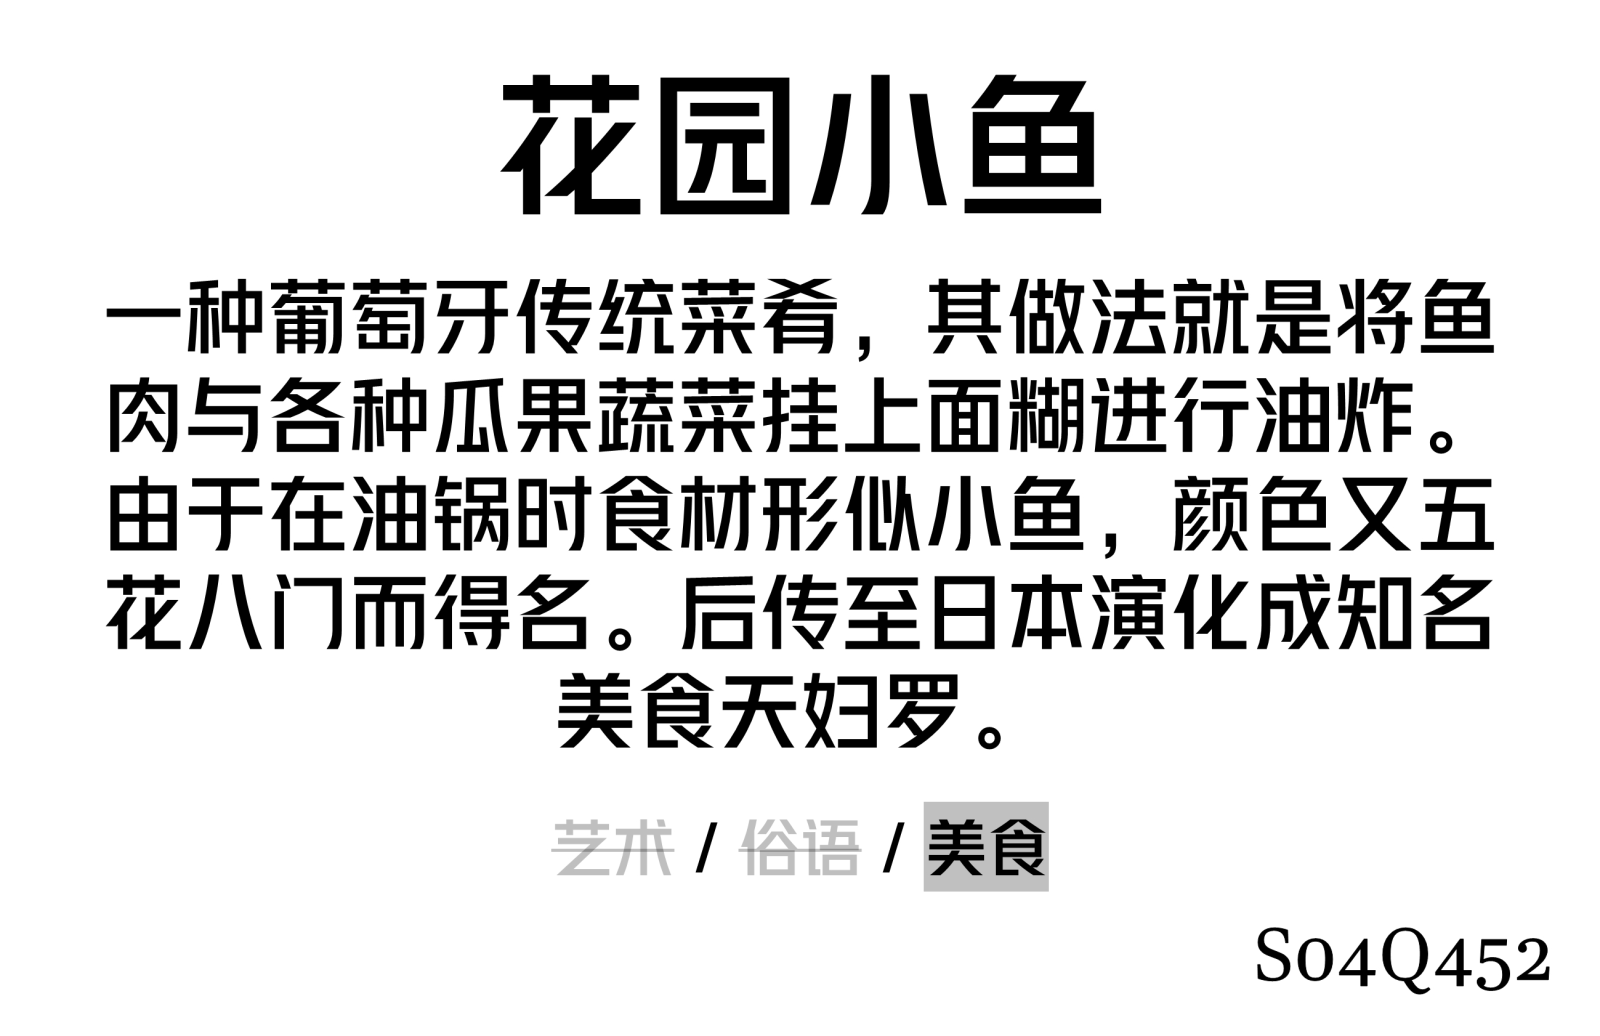 花园小鱼
一种葡萄牙传统菜肴，其做法就是将鱼
肉与各种瓜果蔬菜挂上面糊进行油炸。
由于在油锅时食材形似小鱼，颜色又五
花八门而得名。后传至日本演化成知名
美食天妇罗。
艺术 / 俗语 / 美食
S04Q452